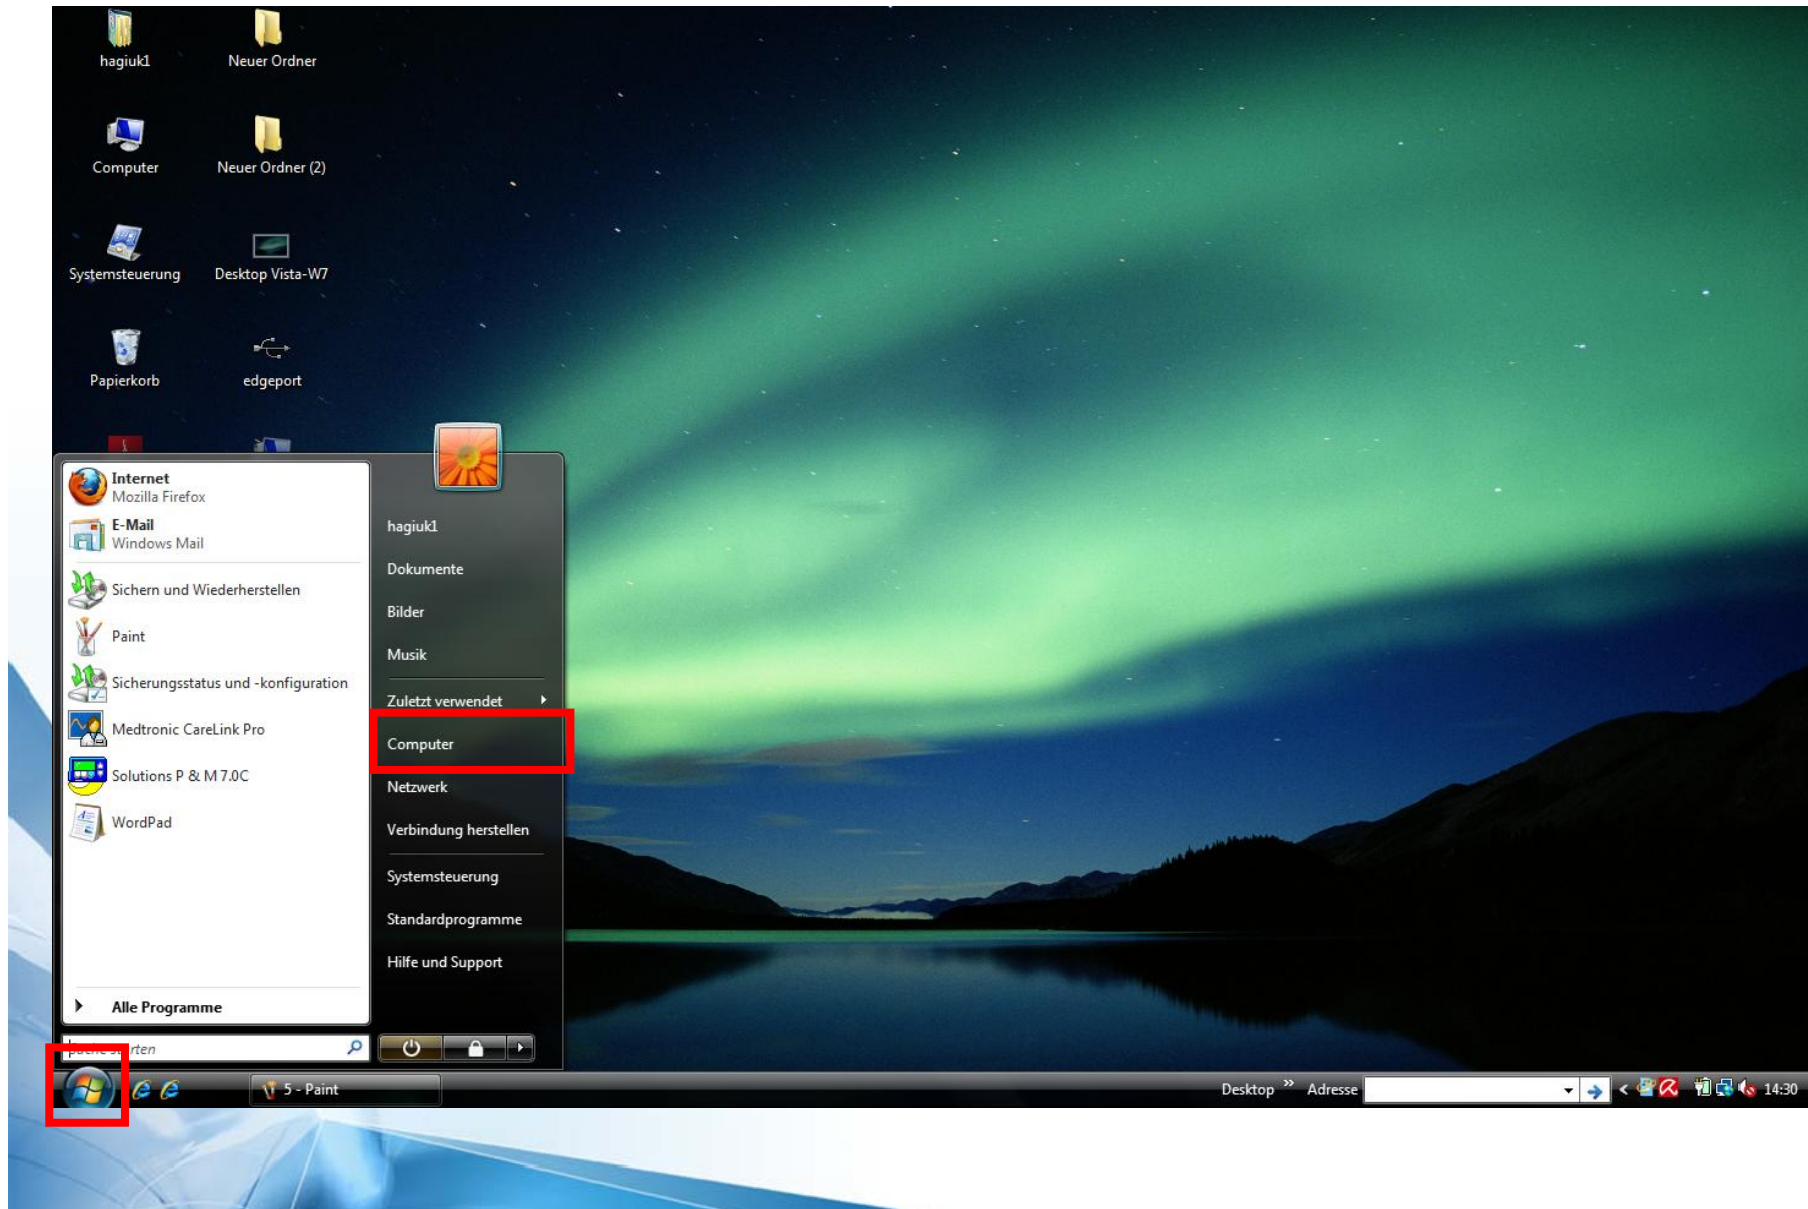 hagiuk1
Neuer Ordner
Computer
Neuer Ordner (2)
Systemsteuerung
Desktop Vista-W7
Papierkorb
edgeport
Internet
Mozilla Firefox
E-Mail
Windows Mail
Sichern und Wiederherstellen
Paint
Sicherungsstatus und -konfiguration
Medtronic CareLink Pro
Solutions P & M 7.0C
WordPad
Alle Programme
hagiuk1
Dokumente
Bilder
Musik
Zuletzt verwendet
Computer
Netzwerk
Verbindung herstellen
Systemsteuerung
Standardprogramme
Hilfe und Support
5 - Paint
Desktop »
Adresse
14:30